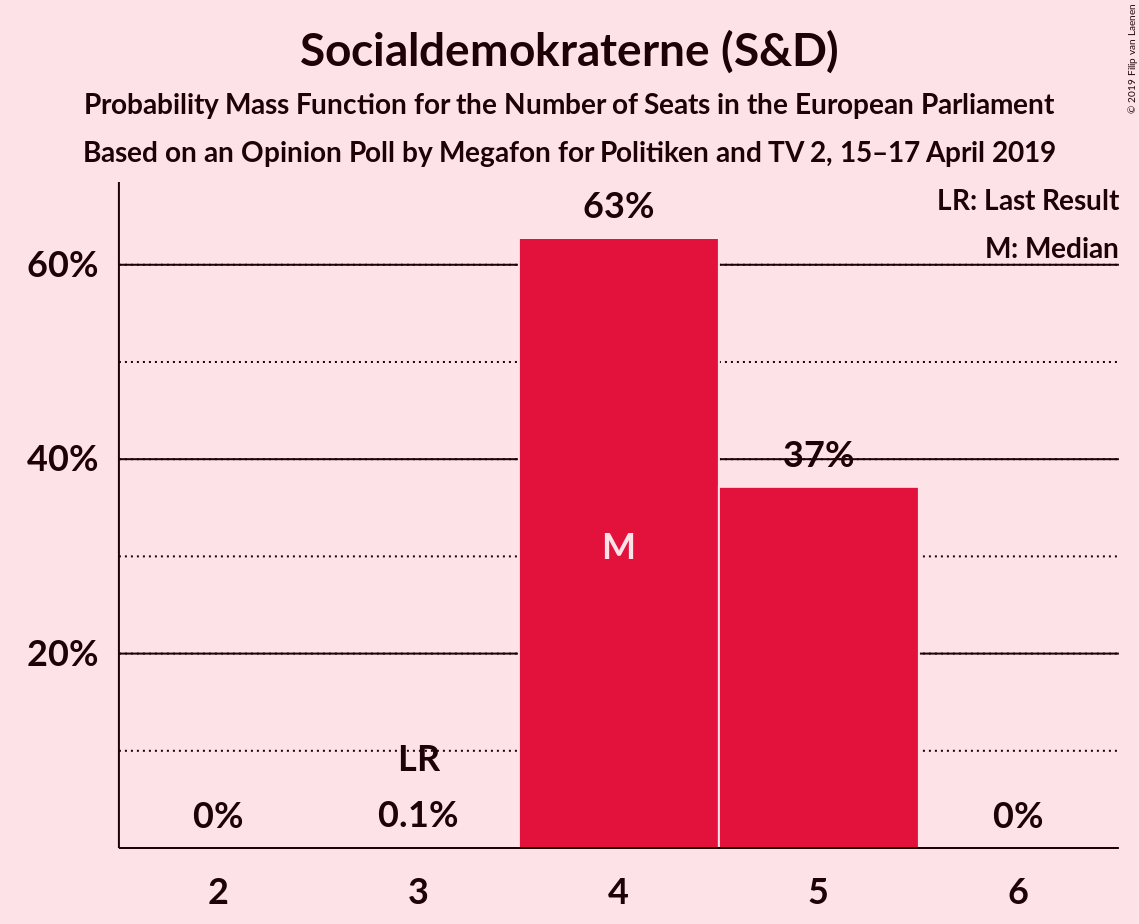 Socialdemokraterne (S&D)
Probability Mass Function for the Number of Seats in the European Parliament
Based on an Opinion Poll by Megafon for Politiken and TV 2, 15–17 April 2019
© 2019 Filip van Laenen
LR: Last Result
M: Median
63%
60%
40%
37%
M
20%
LR
0%
0.1%
0%
2
3
4
5
6